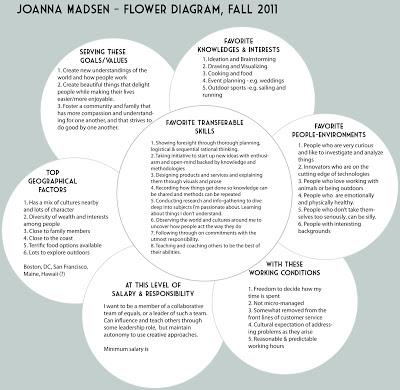 JOANNA MADSEN – FLOWER DIAGRAM, FALL 2011
SERVING THESE
GOALS/VALUES
1. Create new understandings of the
world and how people work
2. Create beautiful things that delight
people while making their lives
easier/more enjoyable.
3. Foster a community and family that
has more compassion and understand-
ing for one another, and that strives to
do good by one another.
FAVORITE
KNOWLEDGES & INTERESTS
1. Ideation and Brainstorming
2. Drawing and Visualizing
3. Cooking and food
4. Event planning - e.g. weddings
5. Outdoor sports -e.g. sailing and
running
FAVORITE TRANSFERABLE
SKILLS
1. Showing foresight through thorough planning,
logistical & sequential rational thinking.
2. Taking initiative to start up new ideas with enthusi-
asm and open-mind backed by knowledge and
methodologies
3. Designing products and services and explaining
them through visuals and prose
4. Recording how things get done so knowledge can
be shared and methods can be repeated
5. Conducting research and info-gathering to dive
deep into subjects I'm passionate about. Learning
about things I don't understand.
6. Observing the world and cultures around me to
uncover how people act the way they do
7. Following through on commitments with the
utmost responsibility.
8. Teaching and coaching others to be the best of
their abilities.
FAVORITE
PEOPLE-ENVIRONMENTS
1. People who are very curious
and like to investigate and analyze
things
2. Innovators who are on the
cutting edge of technologies
3. People who love working with
animals or being outdoors
4. People who are emotionally
and physically healthy.
5. People who don't take them-
selves too seriously, can be silly.
6. People with interesting
backgrounds
TOP
GEOGRAPHICAL
FACTORS
1. Has a mix of cultures nearby
and lots of character
2. Diversity of wealth and interests
among people
3. Close to family members
4. Close to the coast
5. Terrific food options available
6. Lots to explore outdoors
Boston, DC, San Francisco,
Maine, Hawaii (?)
AT THIS LEVEL OF
SALARY & RESPONSIBILITY
I want to be a member of a collaborative
team of equals, or a leader of such a team.
Can influence and teach others through
some leadership role, but maintain
autonomy to use creative approaches.
Minimum salary is
WITH THESE
WORKING CONDITIONS
1. Freedom to decide how my
time is spent
2. Not micro-managed
3. Somewhat removed from the
front lines of customer service
4. Cultural expectation of address-
ing problems as they arise
5. Reasonable & predictable
working hours